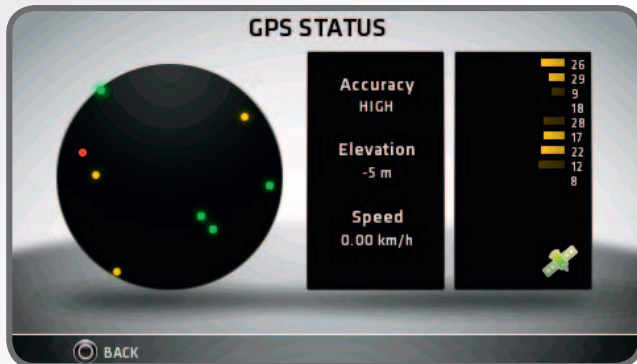 GPS STATUS
Accuracy
HIGH
Elevation
-5 m
Speed
0.00 km/h
26
29
9
18
28
17
22
12
8
BACK